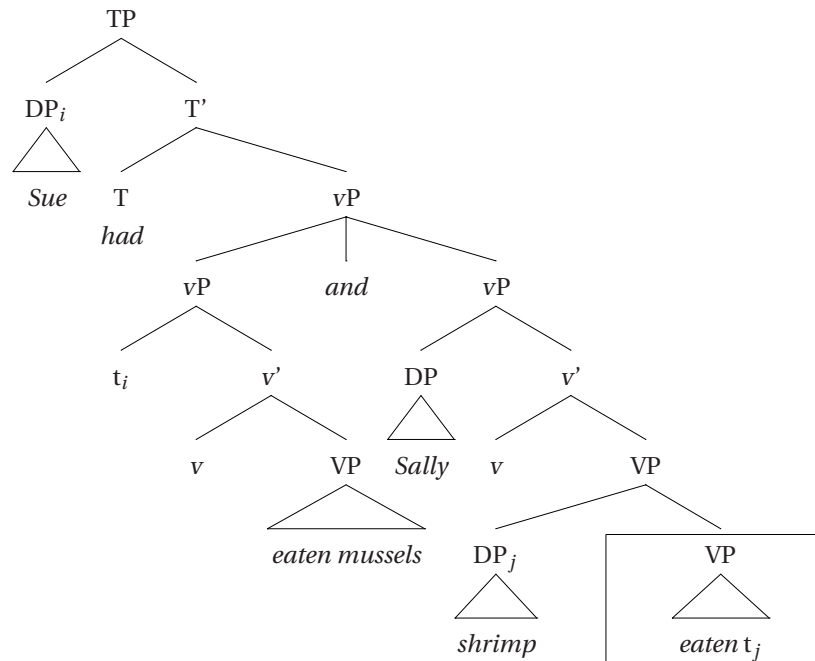 TP
DPi T’
Sue T vP
had
vP and vP
ti v’ DP v’
v VP Sally v VP
eaten mussels DPj VP
shrimp eaten tj